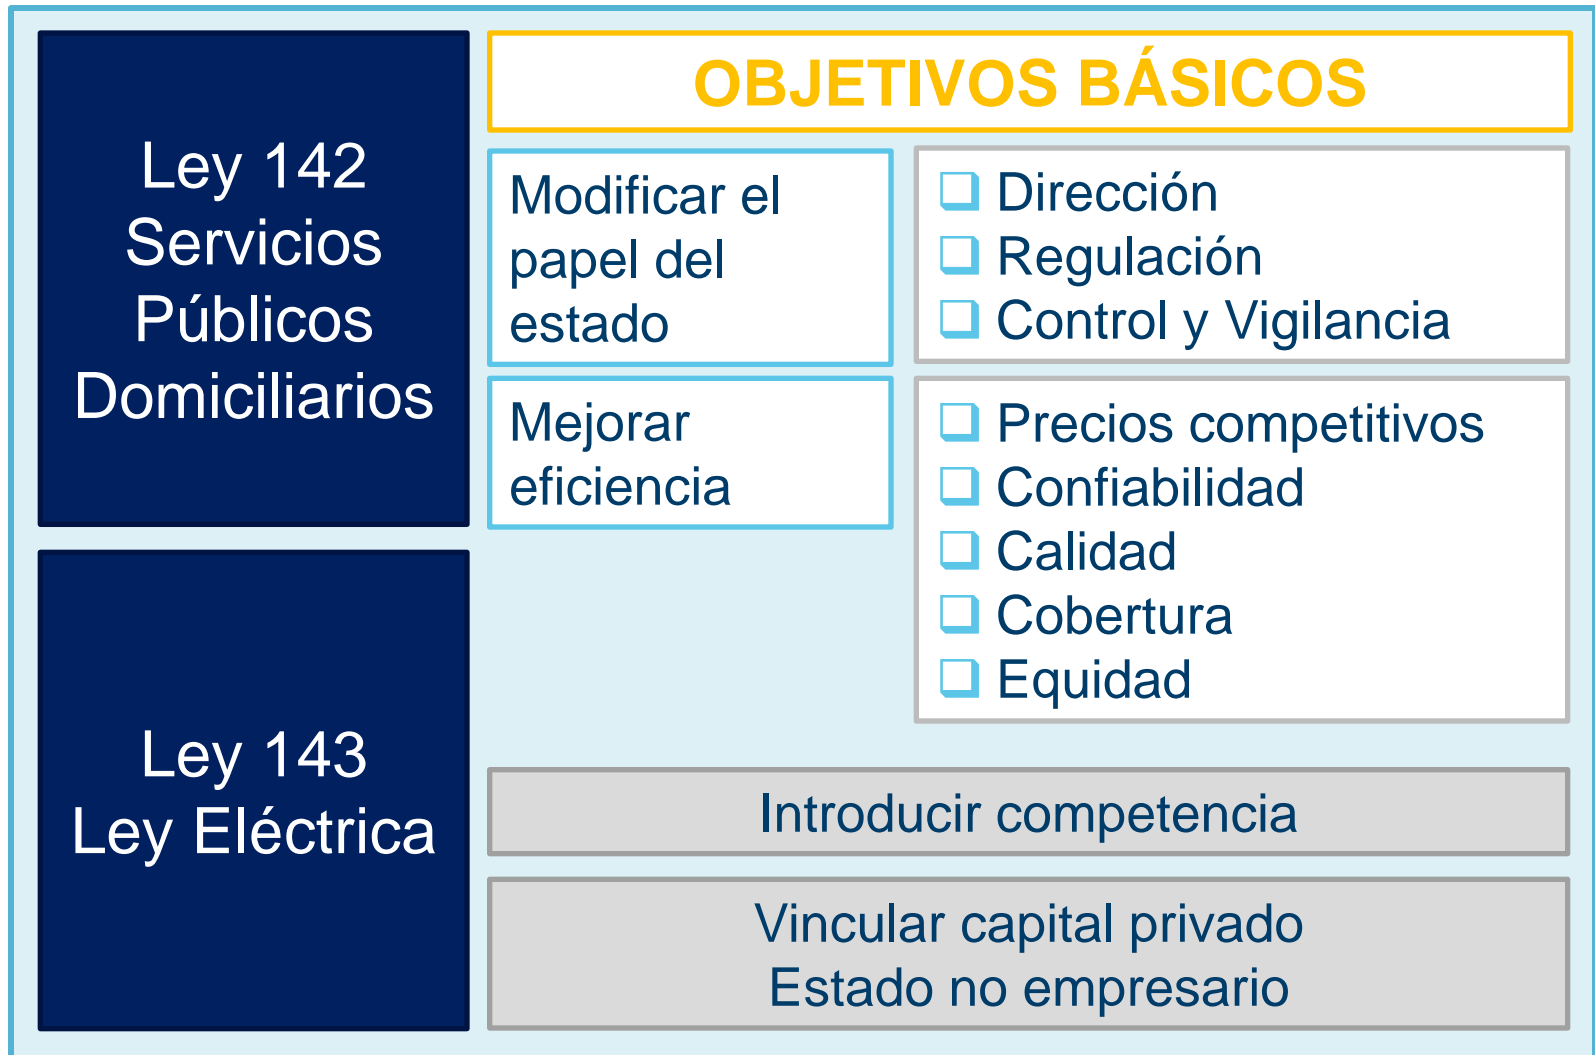 Ley 142
Servicios
Públicos
Domiciliarios
OBJETIVOS BÁSICOS
Modificar el
papel del
estado
Dirección
Regulación
Control y Vigilancia
Mejorar
eficiencia
Precios competitivos
Confiabilidad
Calidad
Cobertura
Equidad
Ley 143
Ley Eléctrica
Introducir competencia
Vincular capital privado
Estado no empresario